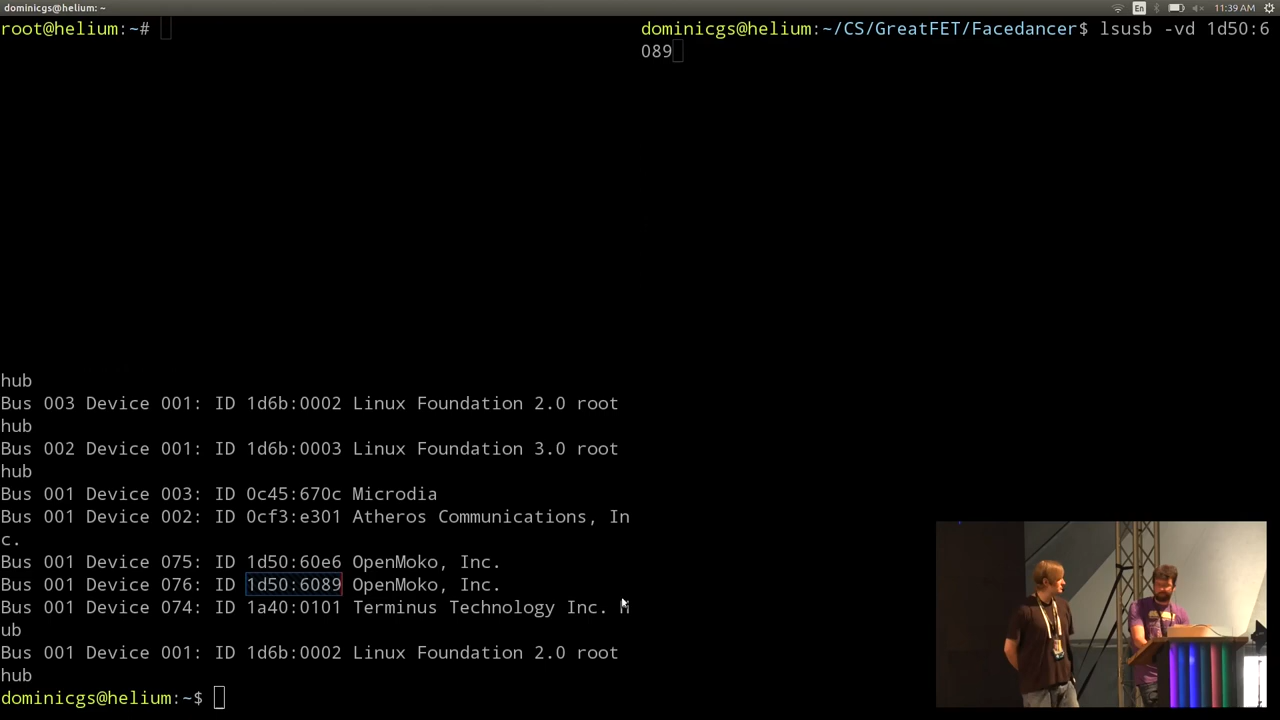 dominicgs@helium: ~
En
11:39 AM
root@helium:~#
dominicgs@helium:~/CS/GreatFET/Facedancer$ lsusb -vd 1d50:6
089
hub
Bus 003 Device 001: ID 1d6b:0002 Linux Foundation 2.0 root
hub
Bus 002 Device 001: ID 1d6b:0003 Linux Foundation 3.0 root
hub
Bus 001 Device 003: ID 0c45:670c Microdia
Bus 001 Device 002: ID 0cf3:e301 Atheros Communications, In
c.
Bus 001 Device 075: ID 1d50:60e6 OpenMoko, Inc.
Bus 001 Device 076: ID 1d50:6089 OpenMoko, Inc.
Bus 001 Device 074: ID 1a40:0101 Terminus Technology Inc. H
ub
Bus 001 Device 001: ID 1d6b:0002 Linux Foundation 2.0 root
hub
dominicgs@helium:~$